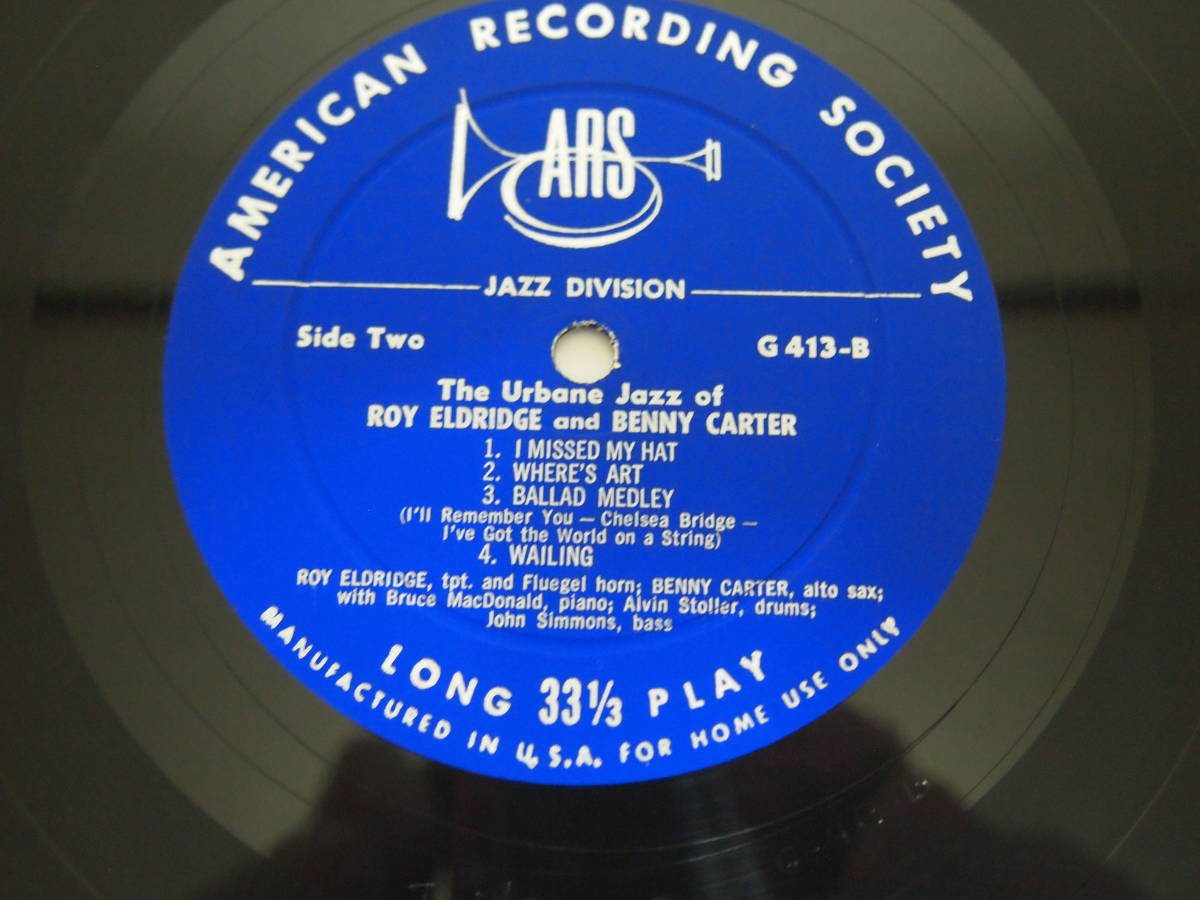 AMERICAN RECORDING SOCIETY
ARS
JAZZ DIVISION
Side Two
G 413-B
The Urbane Jazz of
ROY ELDRIDGE and BENNY CARTER
1. I MISSED MY HAT
2. WHERE'S ART
3. BALLAD MEDLEY
(I'll Remember You — Chelsea Bridge —
I've Got the World on a String)
4. WAILING
ROY ELDRIDGE, tpt. and Fluegel horn; BENNY CARTER, alto sax;
with Bruce MacDonald, piano; Alvin Stoller, drums;
John Simmons, bass
LONG 33⅓ PLAY
MANUFACTURED IN U.S.A. FOR HOME USE ONLY